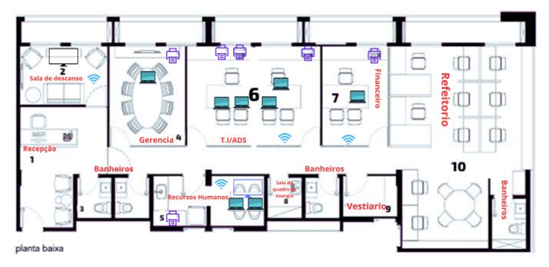 2
Sala de descanso
Recepção
1
Gerencia 4
6
T.I/ADS
7
Financeiro
Refeitorio
10
Banheiros
3
Recursos Humanos
5
Sala de
quadro de
energia
8
Banheiros
Vestiario
9
Banheiros
planta baixa